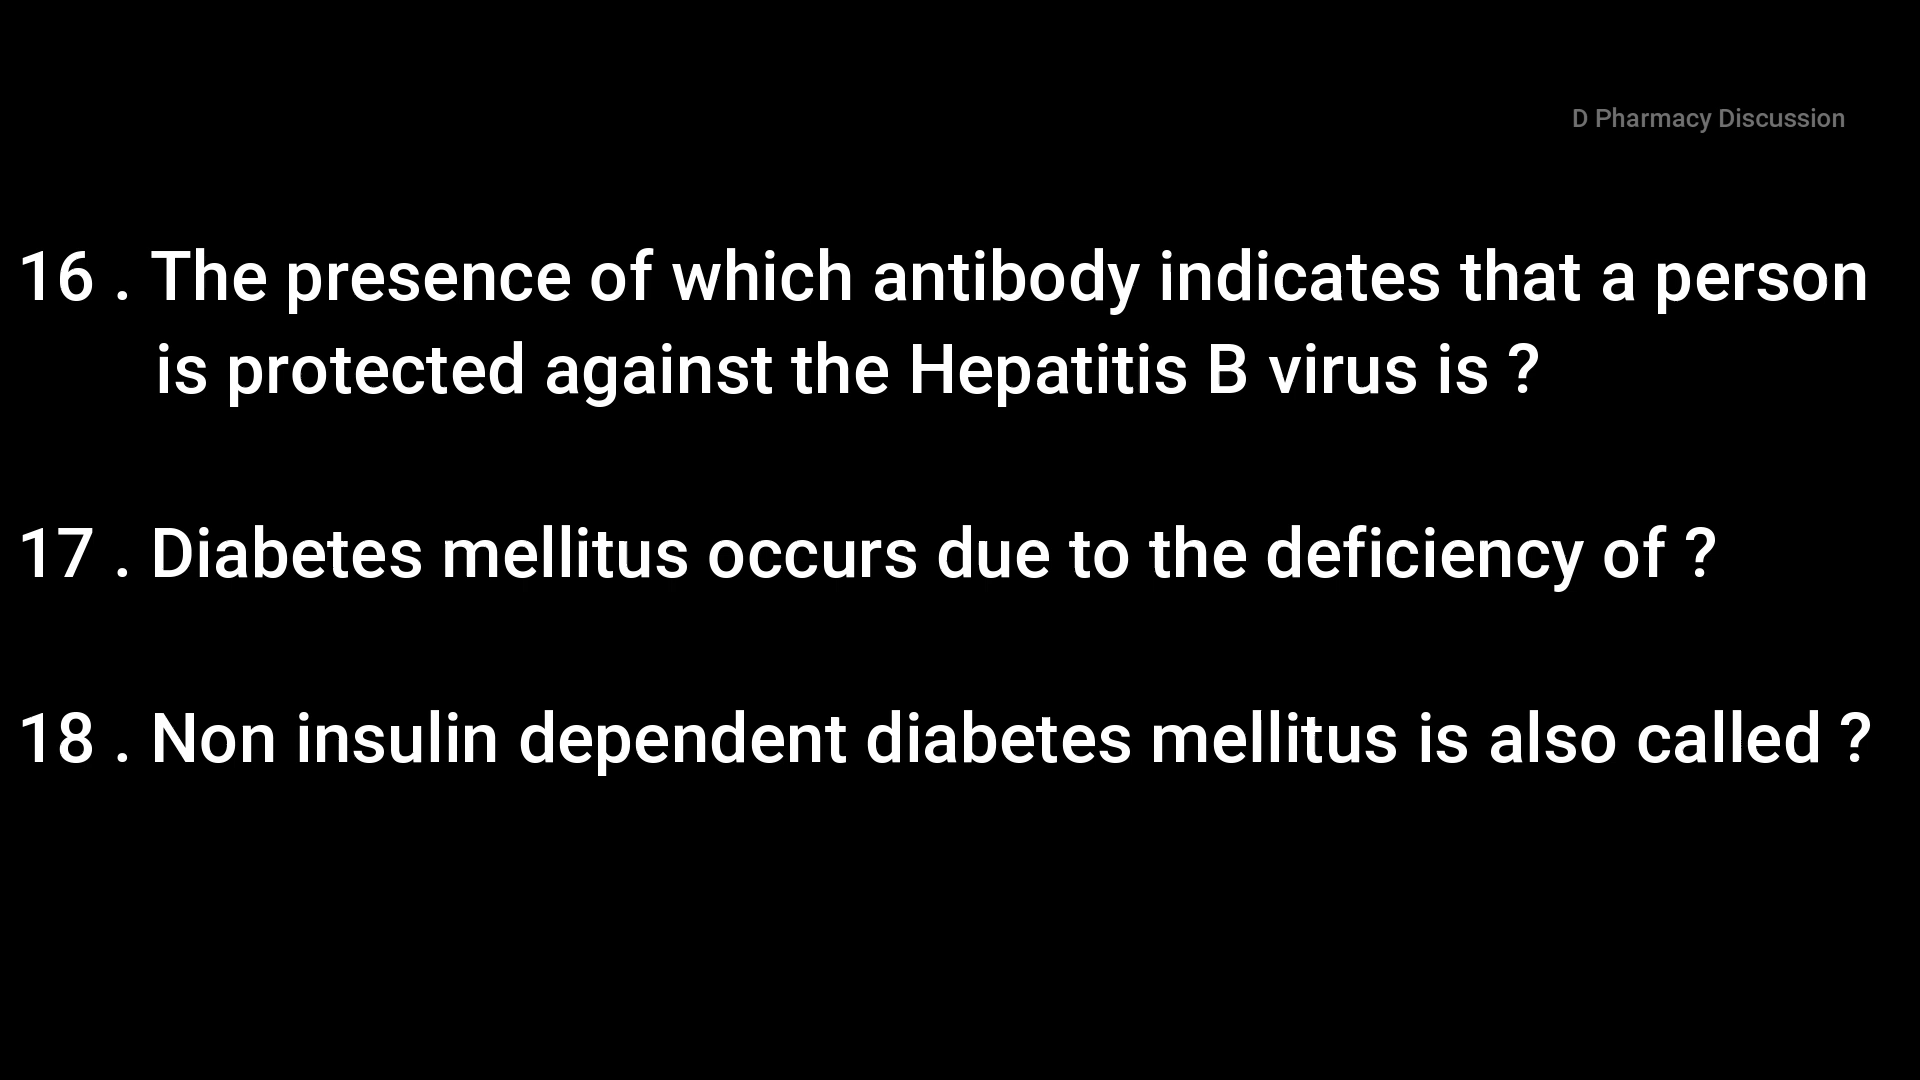 D Pharmacy Discussion
16 . The presence of which antibody indicates that a person
is protected against the Hepatitis B virus is ?
17 . Diabetes mellitus occurs due to the deficiency of ?
18 . Non insulin dependent diabetes mellitus is also called ?